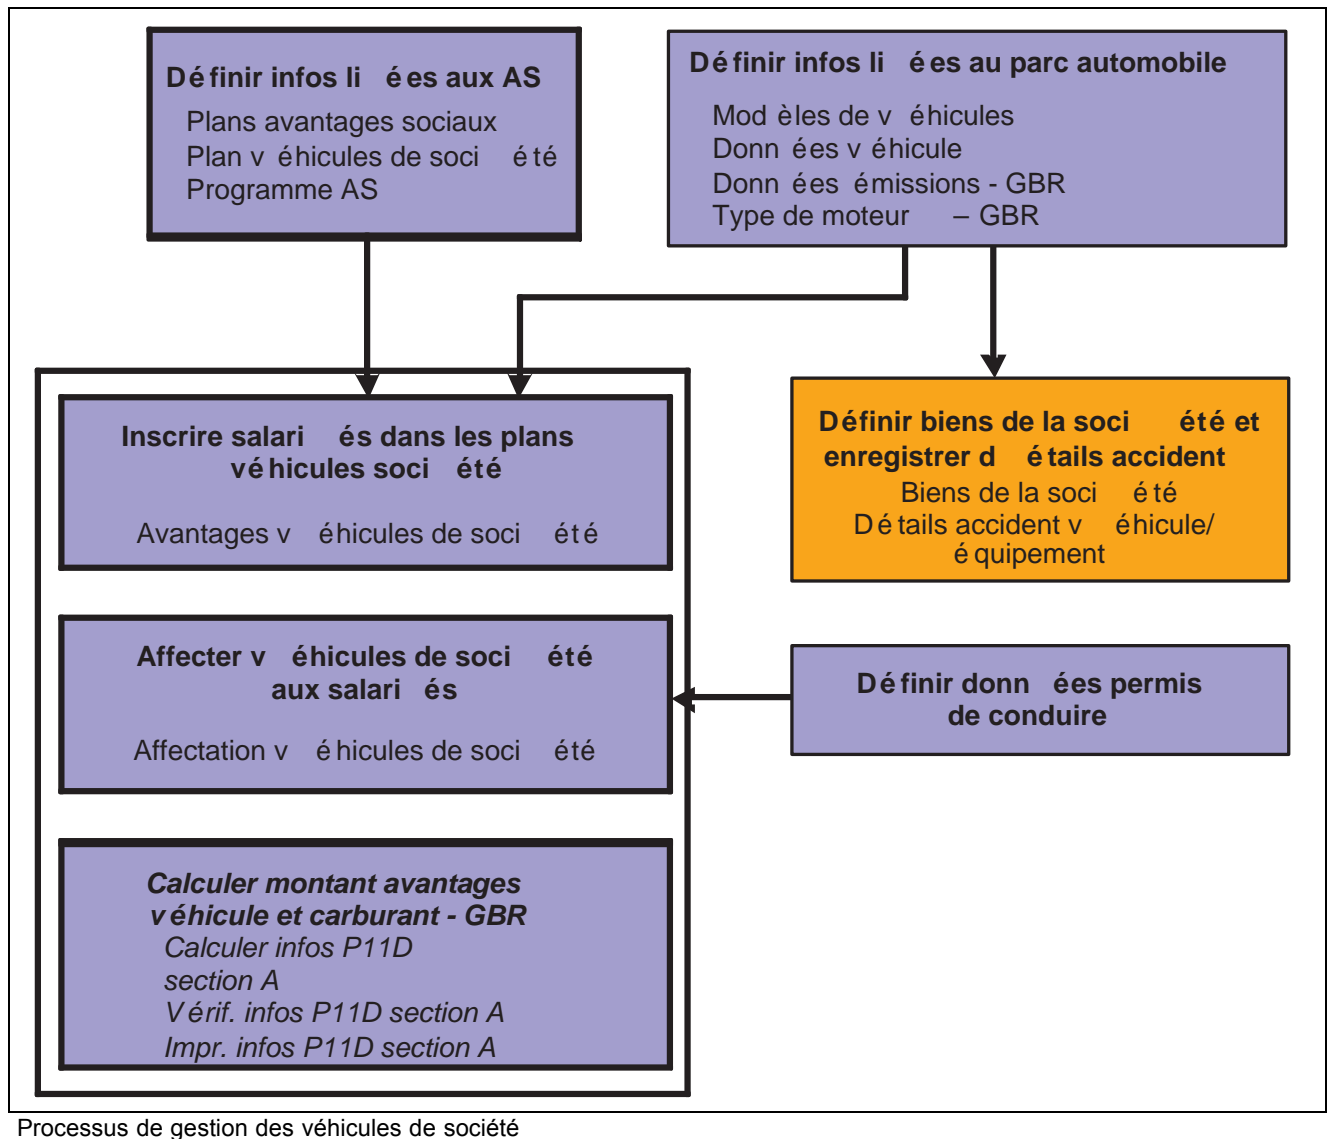 Définir infos liées aux AS
Plans avantages sociaux
Plan véhicules de société
Programme AS
Définir infos liées au parc automobile
Modèles de véhicules
Données véhicule
Données émissions - GBR
Type de moteur – GBR
Inscrire salariés dans les plans
véhicules société
Avantages véhicules de société
Définir biens de la société et
enregistrer détails accident
Biens de la société
Détails accident véhicule/
équipement
Affecter véhicules de société
aux salariés
Affectation véhicules de société
Définir données permis
de conduire
Calculer montant avantages
véhicule et carburant - GBR
Calculer infos P11D
section A
Vérif. infos P11D section A
Impr. infos P11D section A
Processus de gestion des véhicules de société